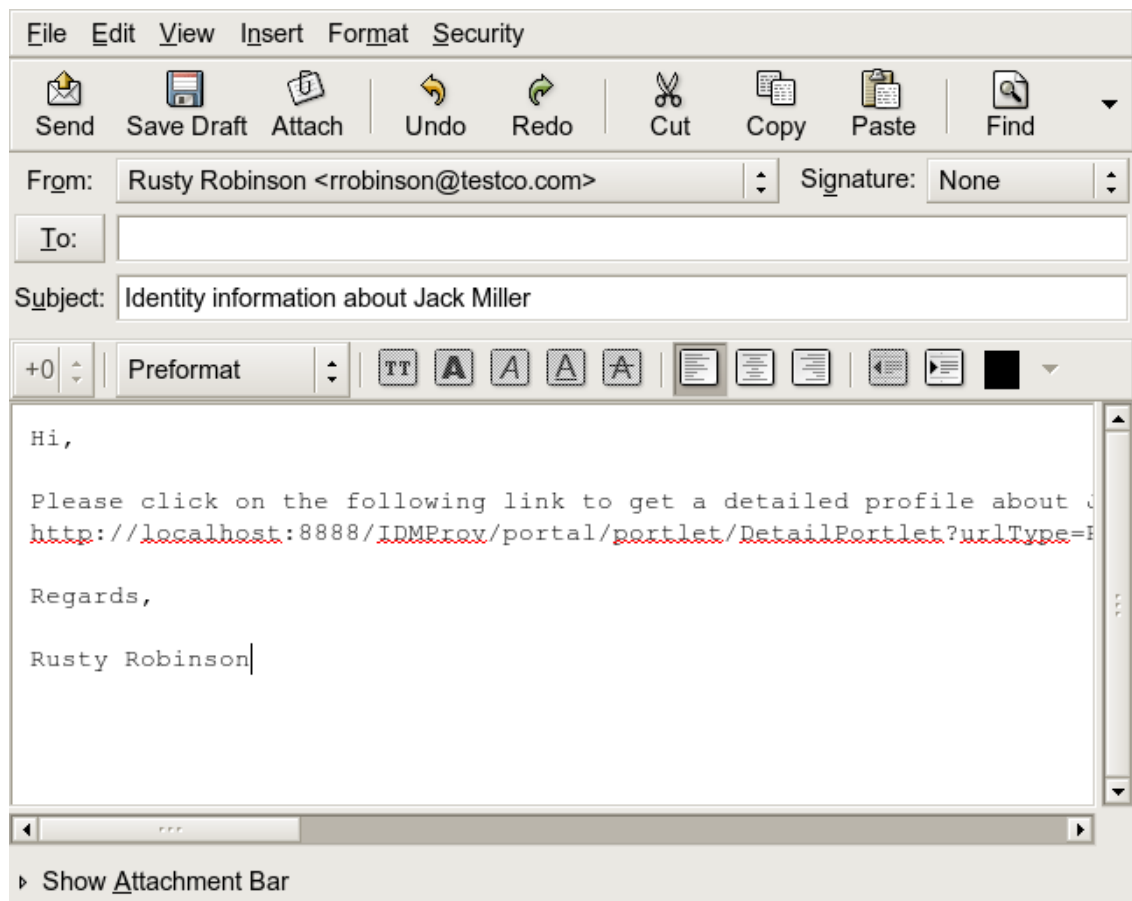 File Edit View Insert Format Security
Send Save Draft Attach Undo Redo Cut Copy Paste Find
From: Rusty Robinson <rrobinson@testco.com> Signature: None
To:
Subject: Identity information about Jack Miller
+0 Preformat TT A A A A
Hi,
Please click on the following link to get a detailed profile about
http://localhost:8888/IDMProv/portal/portlet/DetailPortlet?urlType=
Regards,
Rusty Robinson
Show Attachment Bar